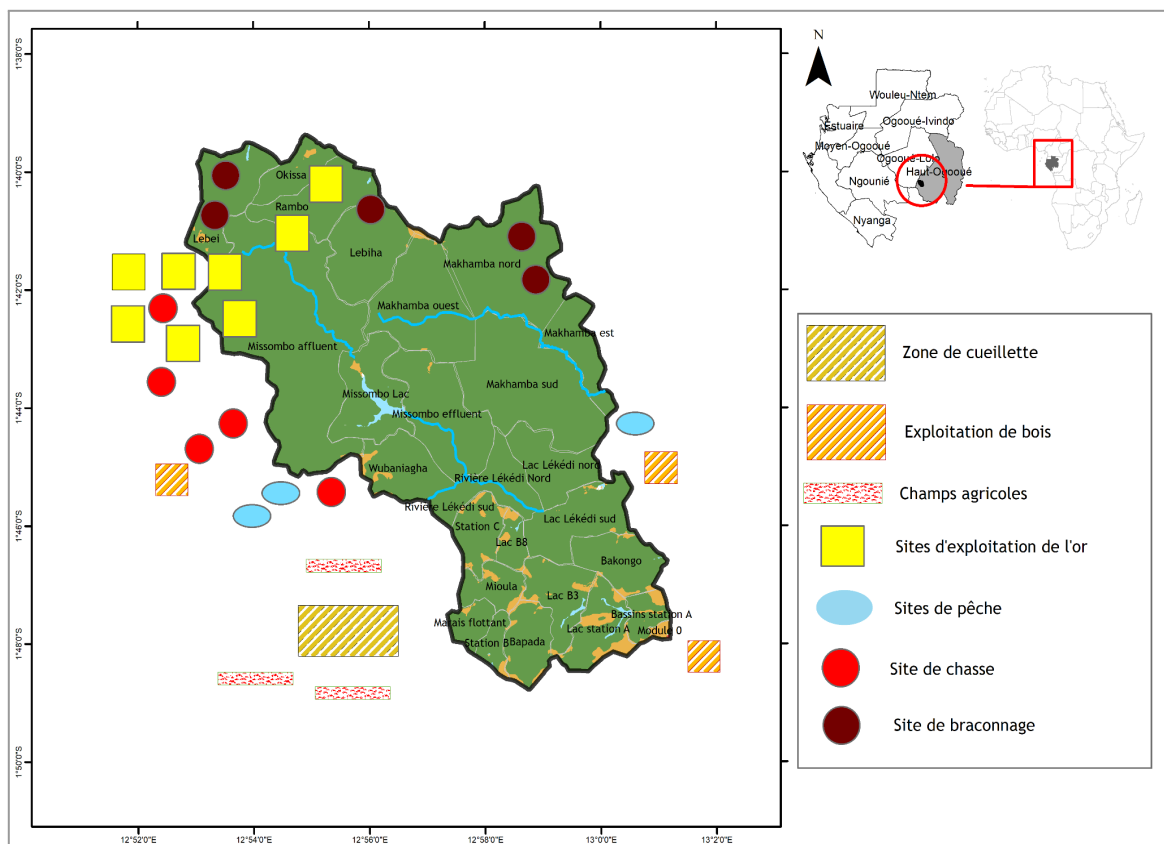 1°38'0"S
1°40'0"S
1°42'0"S
1°44'0"S
1°46'0"S
1°48'0"S
1°50'0"S
12°52'0"E
12°54'0"E
12°56'0"E
12°58'0"E
13°0'0"E
13°2'0"E
Okissa
Rambo
Lebei
Lebiha
Makhamba nord
Makhamba ouest
Makhamba est
Missombo affluent
Makhamba sud
Missombo Lac
Missombo effluent
Wubaniagha
Lac Lékédi nord
Rivière Lékédi Nord
Rivière Lékédi sud
Lac Lékédi sud
Station C
Lac B8
Bakongo
Mioula
Lac B3
Bassins station A
Marais flottant
Lac station A
Module 0
Station B
Bapada
N
Wouleu-Ntem
Estuaire
Ogooué-Ivindo
Moyen-Ogooué
Ogooué-Lolo
Haut-Ogooué
Ngounié
Nyanga
Zone de cueillette
Exploitation de bois
Champs agricoles
Sites d'exploitation de l'or
Sites de pêche
Site de chasse
Site de braconnage